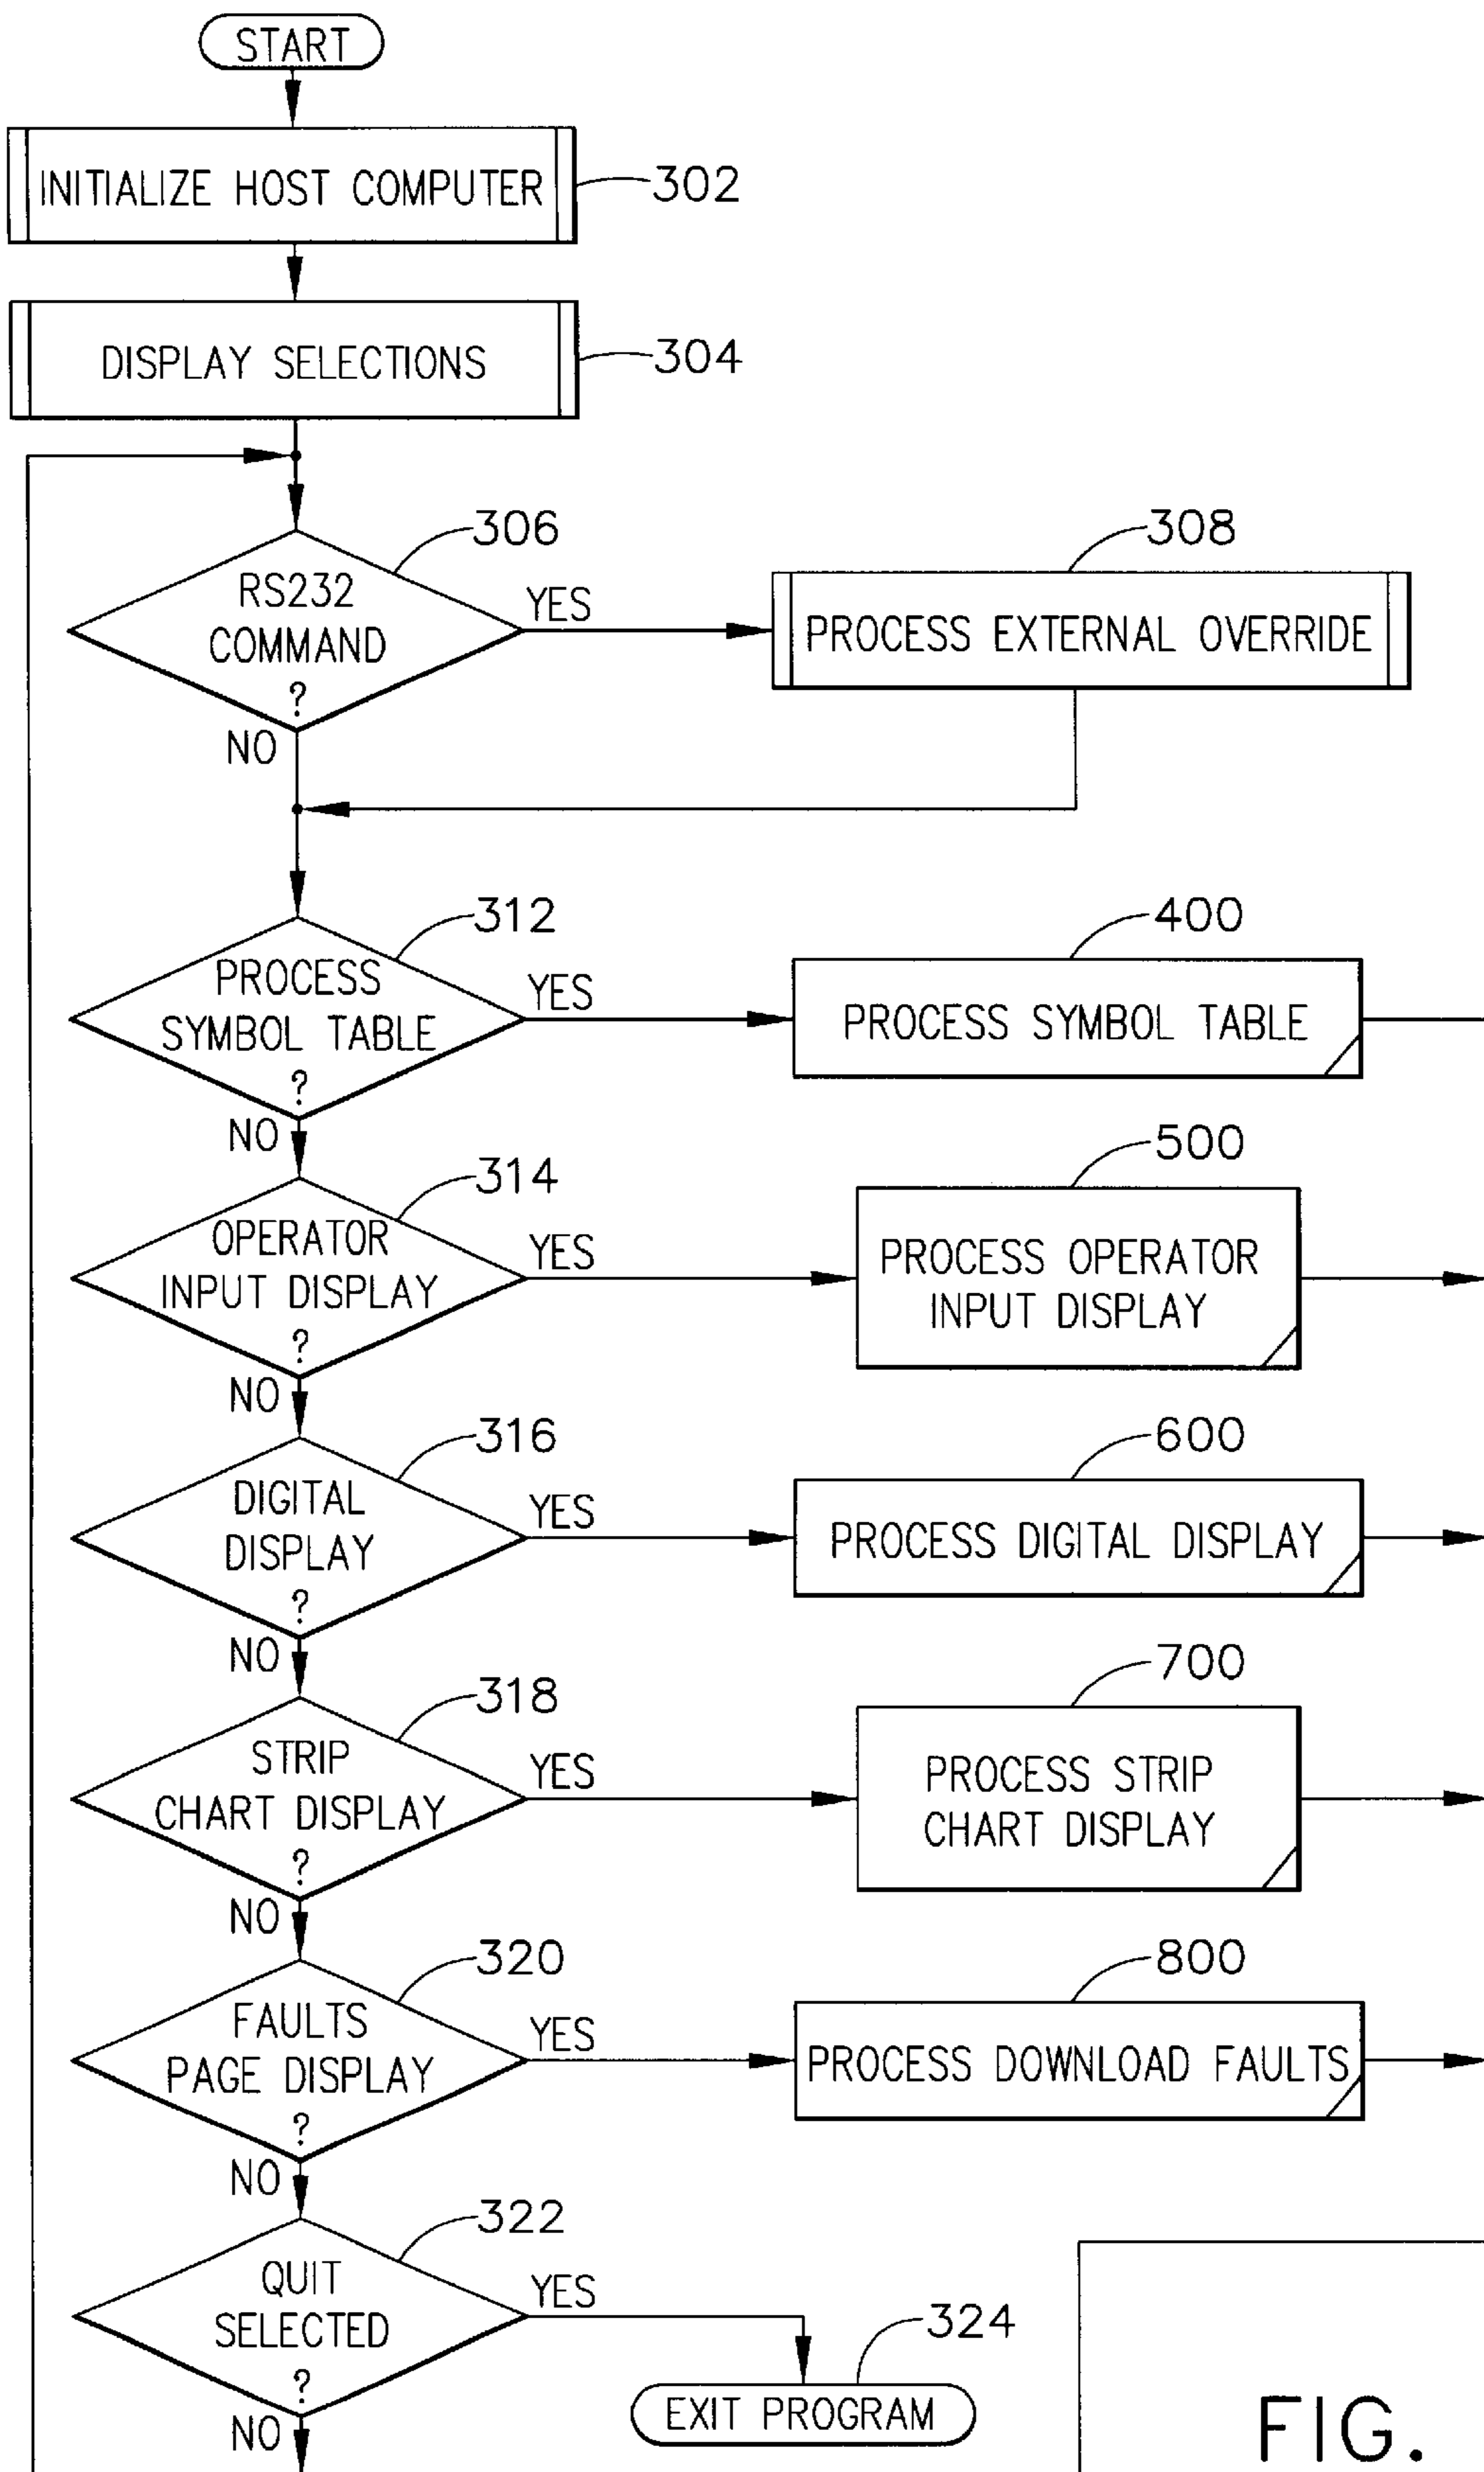 START
INITIALIZE HOST COMPUTER
302
DISPLAY SELECTIONS
304
306
308
RS232
COMMAND
?
YES
PROCESS EXTERNAL OVERRIDE
NO
312
400
PROCESS
SYMBOL TABLE
?
YES
PROCESS SYMBOL TABLE
NO
314
500
OPERATOR
INPUT DISPLAY
?
YES
PROCESS OPERATOR
INPUT DISPLAY
NO
316
600
DIGITAL
DISPLAY
?
YES
PROCESS DIGITAL DISPLAY
NO
318
700
STRIP
CHART DISPLAY
?
YES
PROCESS STRIP
CHART DISPLAY
NO
320
800
FAULTS
PAGE DISPLAY
?
YES
PROCESS DOWNLOAD FAULTS
NO
322
QUIT
SELECTED
?
YES
324
EXIT PROGRAM
NO
FIG.